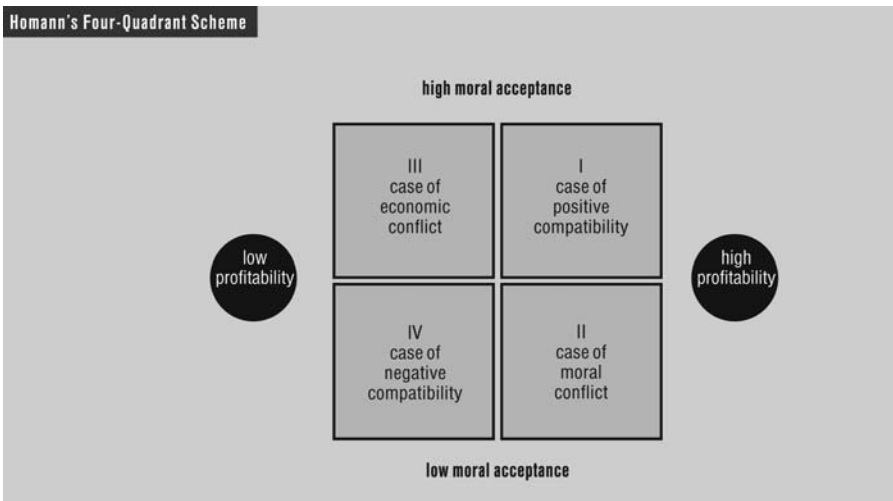 Homann's Four-Quadrant Scheme
high moral acceptance
III
case of
economic
conflict
I
case of
positive
compatibility
low
profitability
high
profitability
IV
case of
negative
compatibility
II
case of
moral
conflict
low moral acceptance